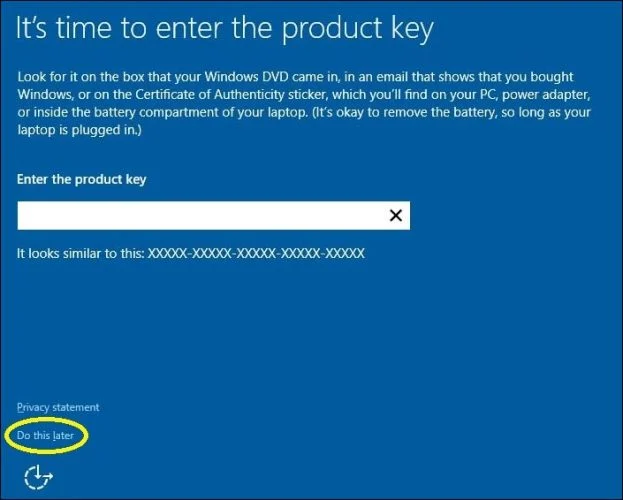 It's time to enter the product key
Look for it on the box that your Windows DVD came in, in an email that shows that you bought
Windows, or on the Certificate of Authenticity sticker, which you'll find on your PC, power adapter,
or inside the battery compartment of your laptop. (It's okay to remove the battery, so long as your
laptop is plugged in.)
Enter the product key
It looks similar to this: XXXXX-XXXXX-XXXXX-XXXXX-XXXXX
Privacy statement
Do this later